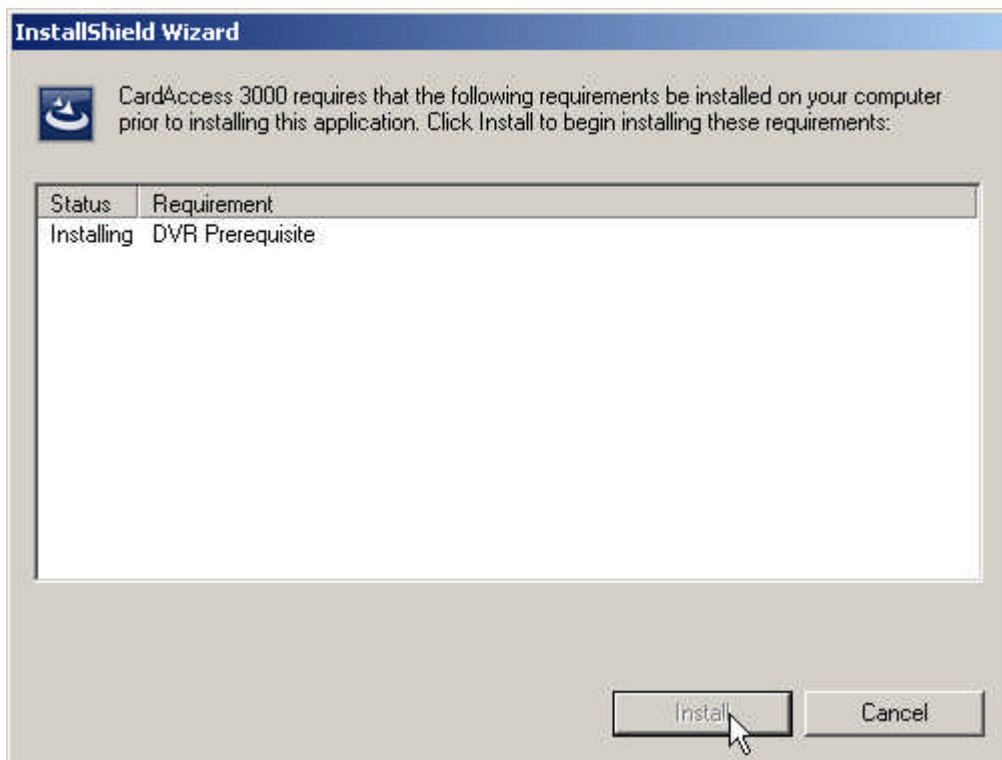 InstallShield Wizard
CardAccess 3000 requires that the following requirements be installed on your computer
prior to installing this application. Click Install to begin installing these requirements:
Status Requirement
Installing DVR Prerequisite
Install Cancel